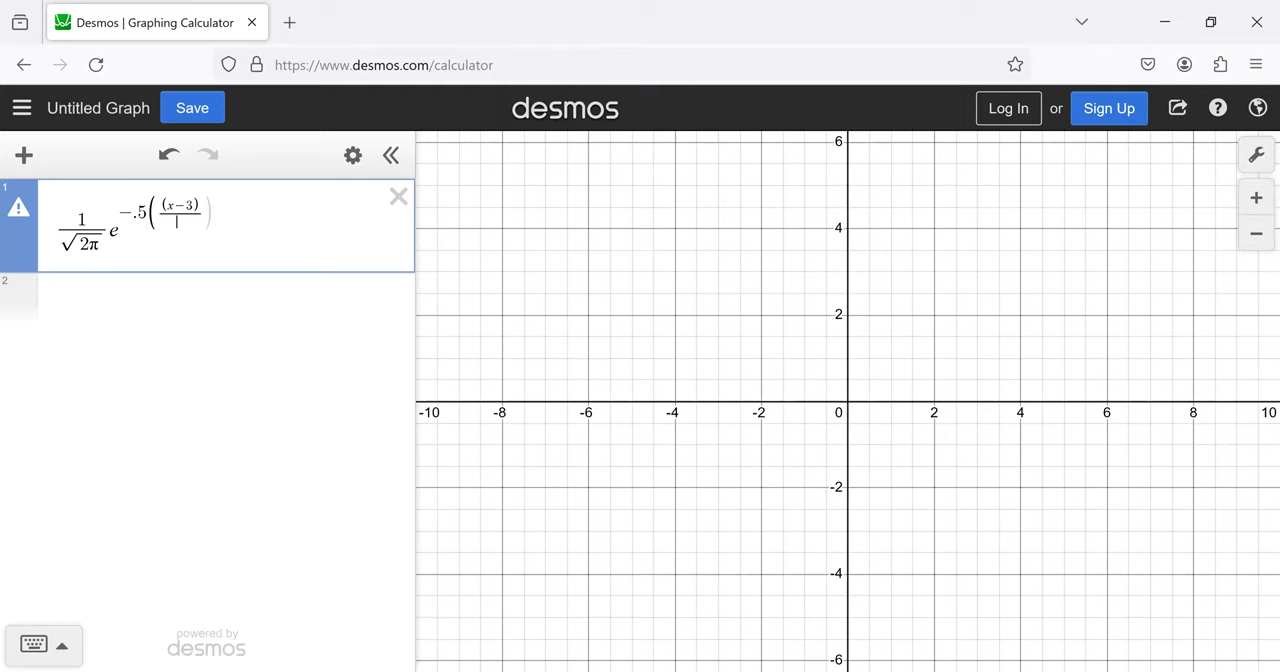 Desmos | Graphing Calculator
https://www.desmos.com/calculator
Untitled Graph Save desmos Log In or Sign Up
1
1/√2π e^−.5((x−3)/
2
6
4
2
-10 -8 -6 -4 -2 0 2 4 6 8 10
-2
-4
-6
powered by
desmos